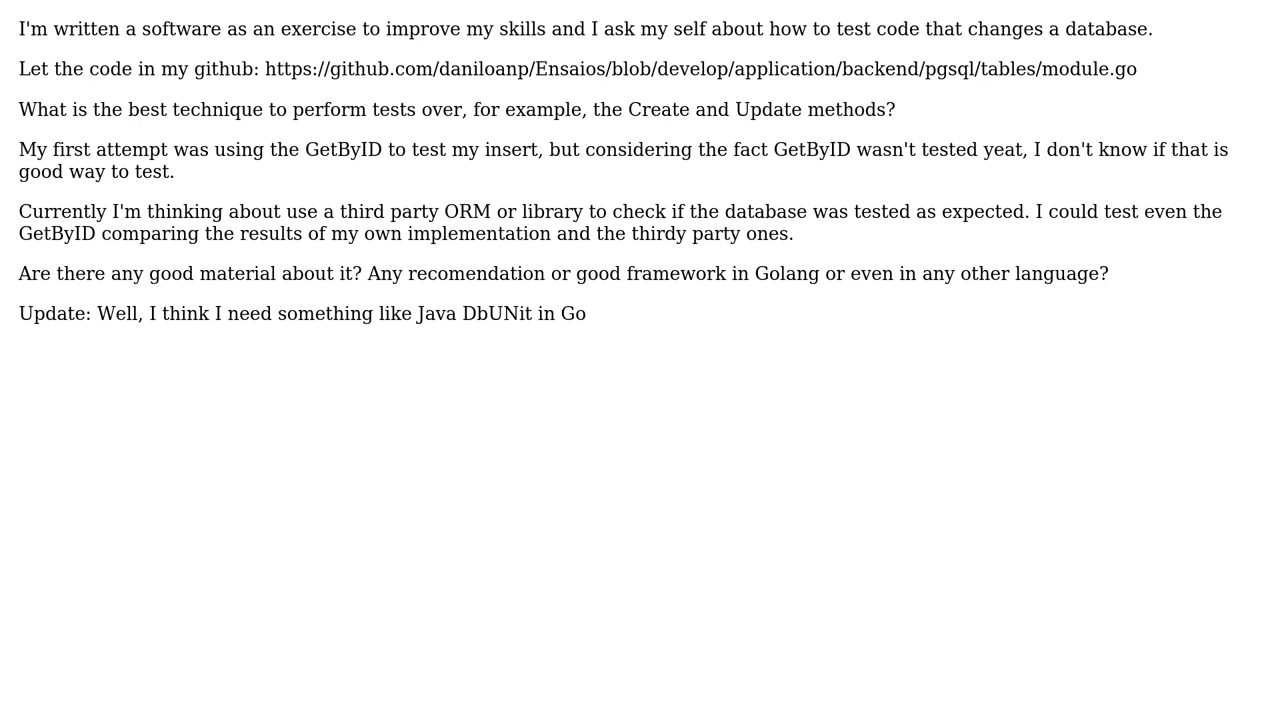 I'm written a software as an exercise to improve my skills and I ask my self about how to test code that changes a database.
Let the code in my github: https://github.com/daniloanp/Ensaios/blob/develop/application/backend/pgsql/tables/module.go
What is the best technique to perform tests over, for example, the Create and Update methods?
My first attempt was using the GetByID to test my insert, but considering the fact GetByID wasn't tested yeat, I don't know if that is
good way to test.
Currently I'm thinking about use a third party ORM or library to check if the database was tested as expected. I could test even the
GetByID comparing the results of my own implementation and the thirdy party ones.
Are there any good material about it? Any recomendation or good framework in Golang or even in any other language?
Update: Well, I think I need something like Java DbUNit in Go